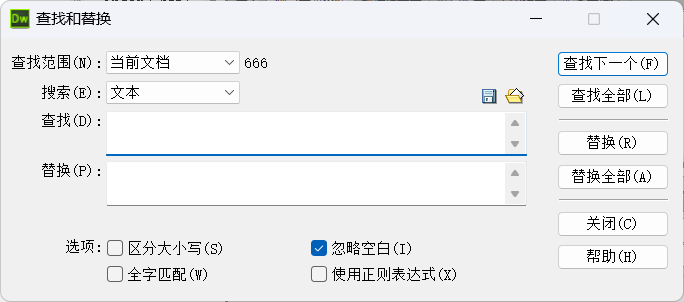 Dw 查找和替换
查找范围(N): 当前文档 666 查找下一个(F)
搜索(E): 文本 查找全部(L)
查找(D):
替换(R)
替换(P): 替换全部(A)
关闭(C)
选项: 区分大小写(S) 忽略空白(I) 帮助(H)
全字匹配(W) 使用正则表达式(X)